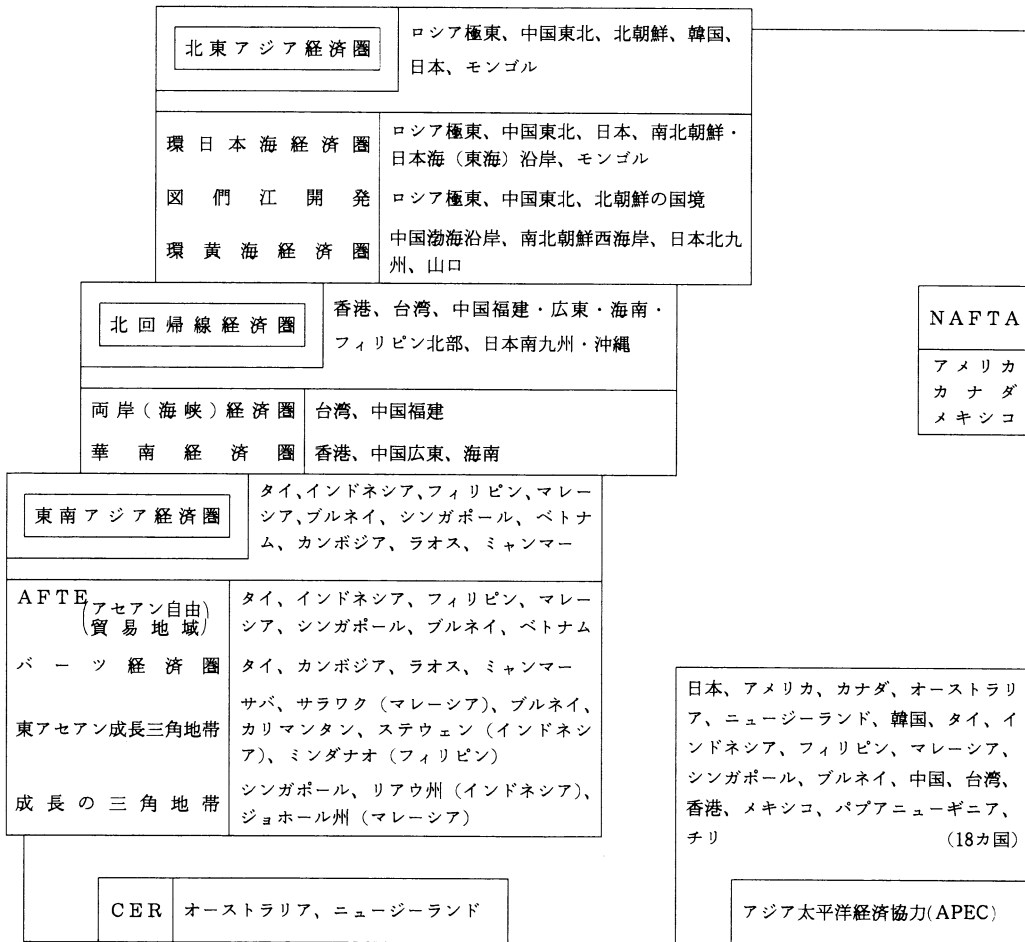 北東アジア経済圏
ロシア極東、中国東北、北朝鮮、韓国、
日本、モンゴル
環日本海経済圏
ロシア極東、中国東北、日本、南北朝鮮・
日本海（東海）沿岸、モンゴル
図們江開発
ロシア極東、中国東北、北朝鮮の国境
環黄海経済圏
中国渤海沿岸、南北朝鮮西海岸、日本北九
州、山口
北回帰線経済圏
香港、台湾、中国福建・広東・海南・
フィリピン北部、日本南九州・沖縄
両岸（海峡）経済圏
台湾、中国福建
華南経済圏
香港、中国広東、海南
東南アジア経済圏
タイ、インドネシア、フィリピン、マレー
シア、ブルネイ、シンガポール、ベトナ
ム、カンボジア、ラオス、ミャンマー
AFTE（アセアン自由
貿易地域）
タイ、インドネシア、フィリピン、マレー
シア、シンガポール、ブルネイ、ベトナム
バーツ経済圏
タイ、カンボジア、ラオス、ミャンマー
東アセアン成長三角地帯
サバ、サラワク（マレーシア）、ブルネイ、
カリマンタン、ステウェン（インドネシ
ア）、ミンダナオ（フィリピン）
成長の三角地帯
シンガポール、リアウ州（インドネシア）、
ジョホール州（マレーシア）
CER
オーストラリア、ニュージーランド
NAFTA
アメリカ
カナダ
メキシコ
日本、アメリカ、カナダ、オーストラリ
ア、ニュージーランド、韓国、タイ、イ
ンドネシア、フィリピン、マレーシア、
シンガポール、ブルネイ、中国、台湾、
香港、メキシコ、パプアニューギニア、
チリ （18カ国）
アジア太平洋経済協力(APEC)